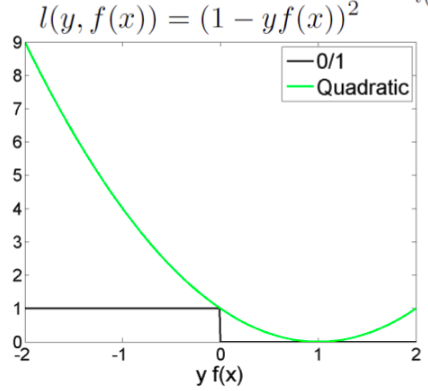 l(y, f(x)) = (1 − yf(x))²
0/1
Quadratic
9
8
7
6
5
4
3
2
1
0
-2 -1 0 1 2
y f(x)